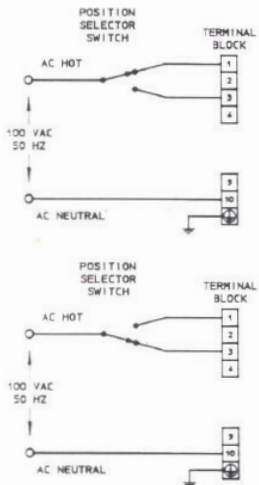 POSITION
SELECTOR
SWITCH
TERMINAL
BLOCK
AC HOT
1
2
3
4
100 VAC
50 HZ
9
10
AC NEUTRAL
POSITION
SELECTOR
SWITCH
TERMINAL
BLOCK
AC HOT
1
2
3
4
100 VAC
50 HZ
9
10
AC NEUTRAL